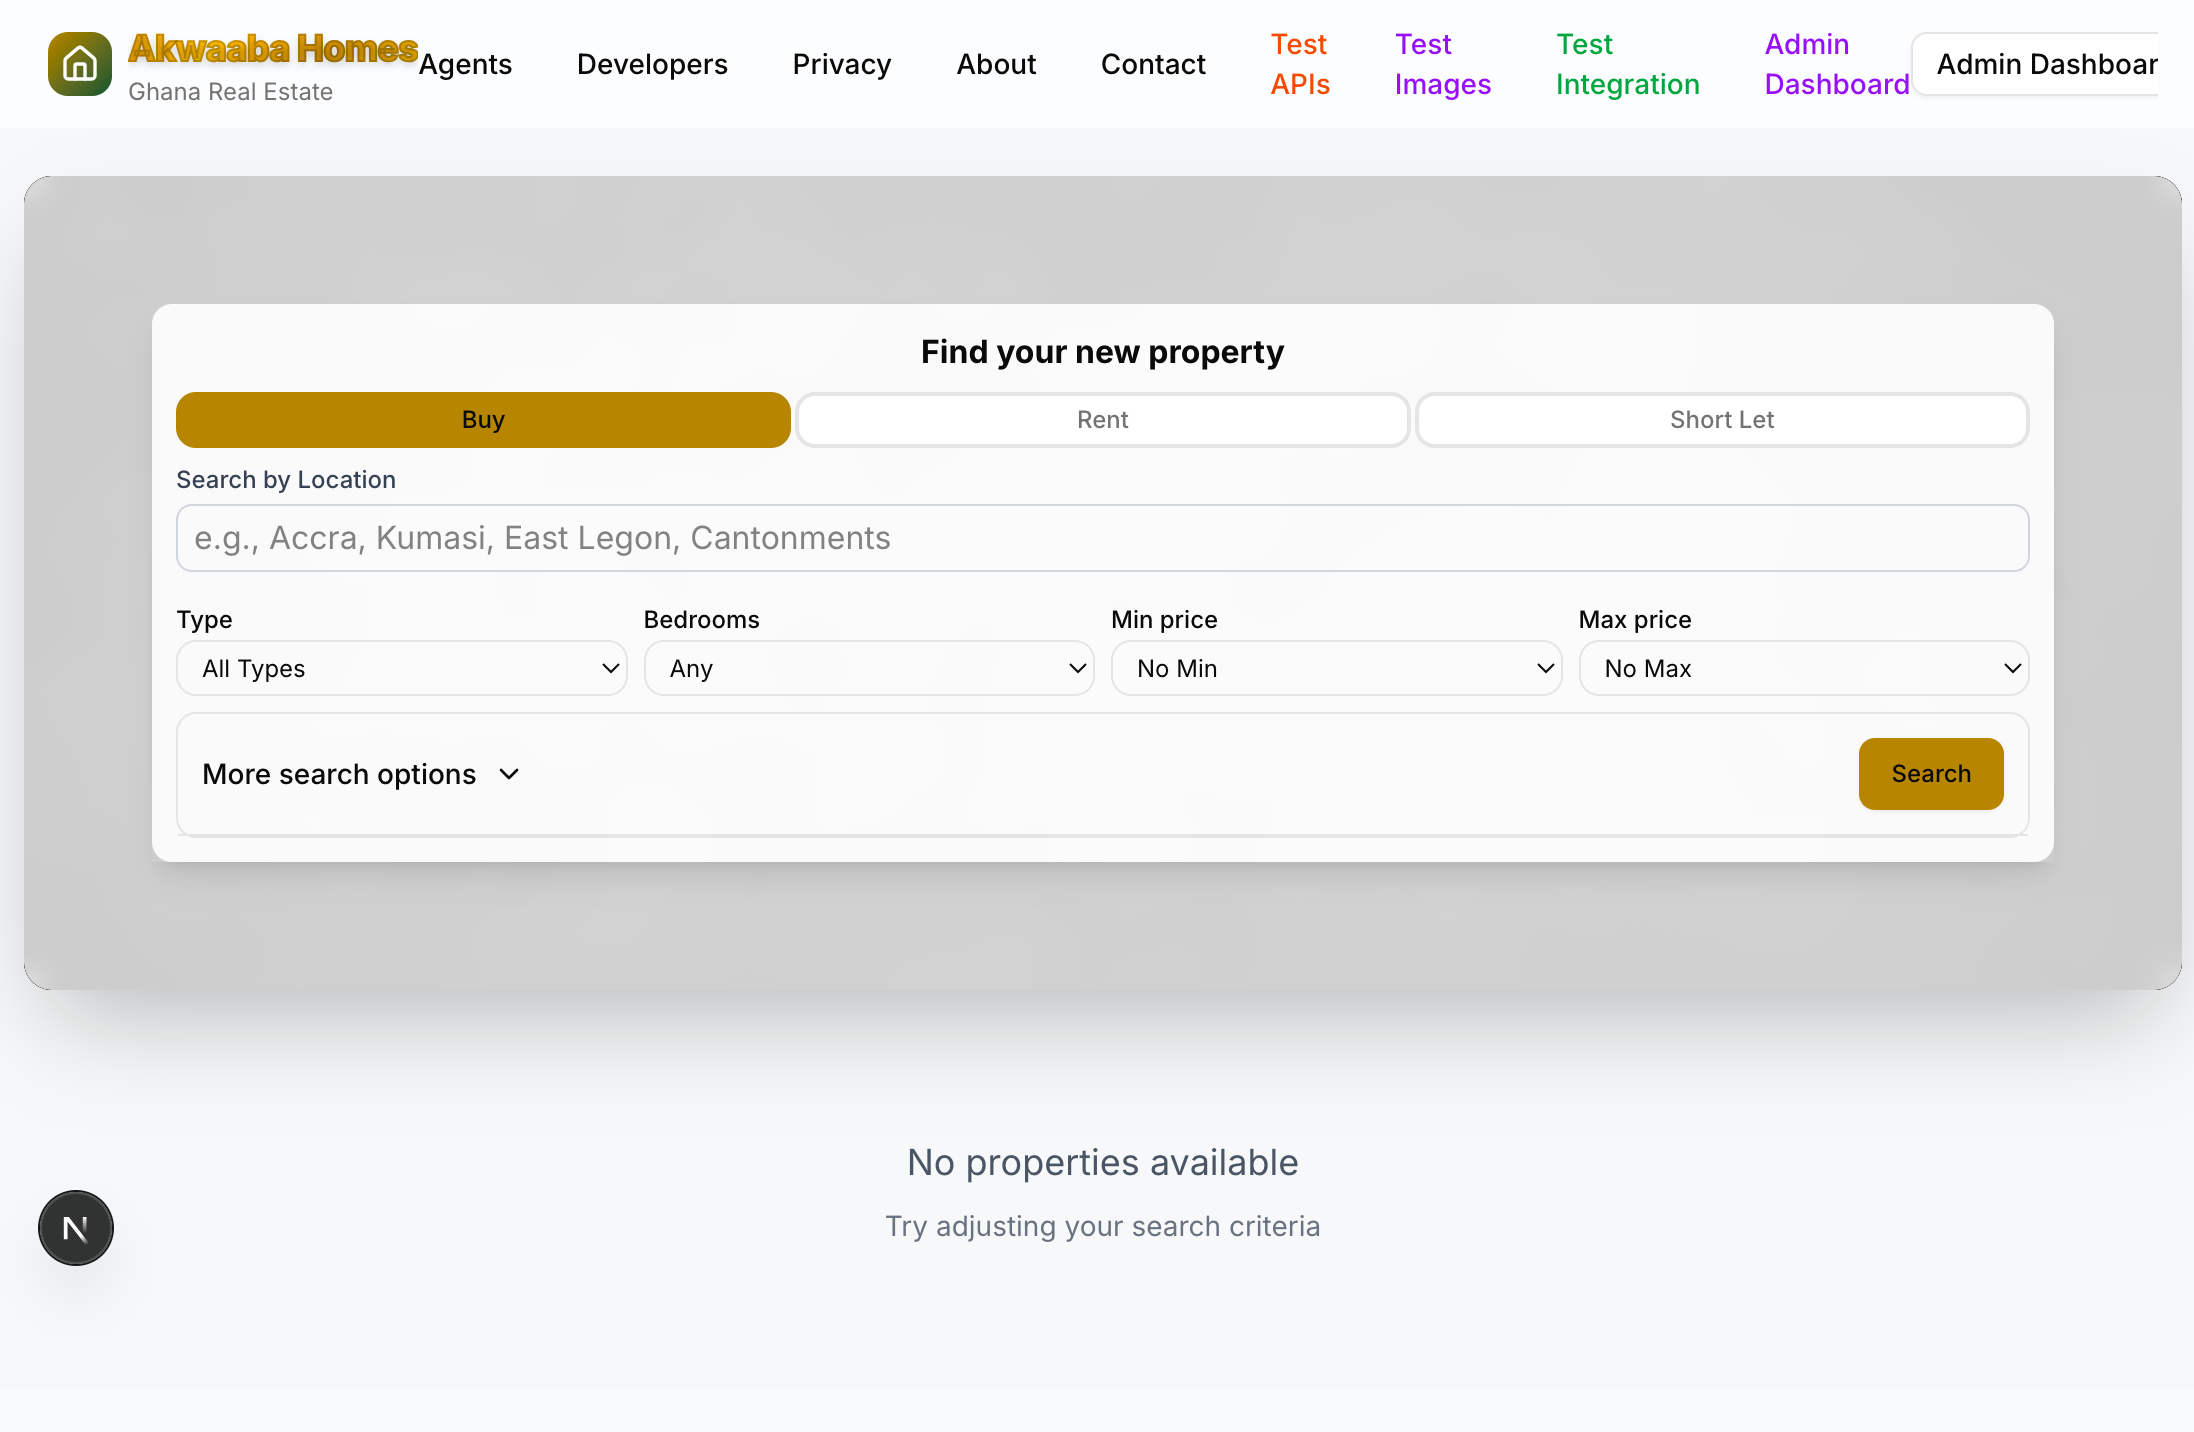 Akwaaba Homes
Ghana Real Estate
Agents
Developers
Privacy
About
Contact
Test
APIs
Test
Images
Test
Integration
Admin
Dashboard
Admin Dashboar
Find your new property
Buy
Rent
Short Let
Search by Location
e.g., Accra, Kumasi, East Legon, Cantonments
Type
Bedrooms
Min price
Max price
All Types
Any
No Min
No Max
More search options
Search
No properties available
Try adjusting your search criteria
N